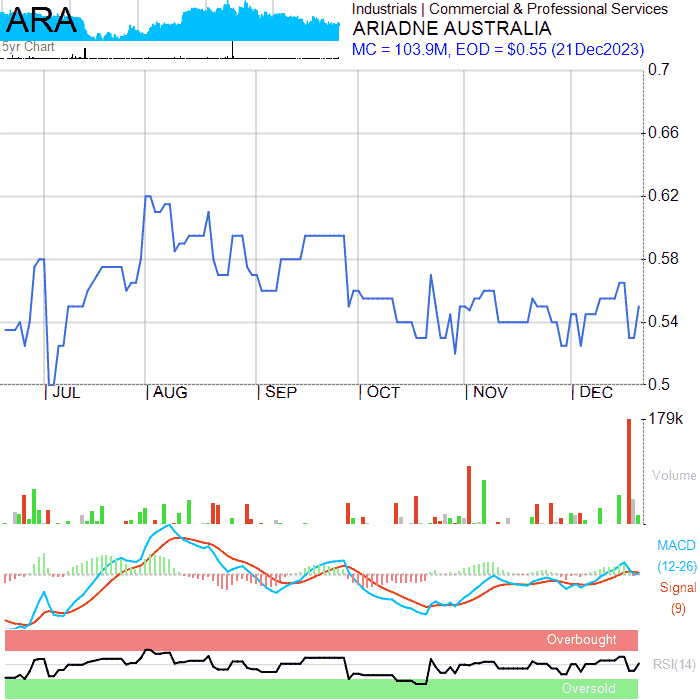 ARA
5yr Chart
Industrials | Commercial & Professional Services
ARIADNE AUSTRALIA
MC = 103.9M, EOD = $0.55 (21Dec2023)
0.7
0.66
0.62
0.58
0.54
0.5
JUL AUG SEP OCT NOV DEC
179k
Volume
MACD
(12-26)
Signal
(9)
Overbought
RSI(14)
Oversold